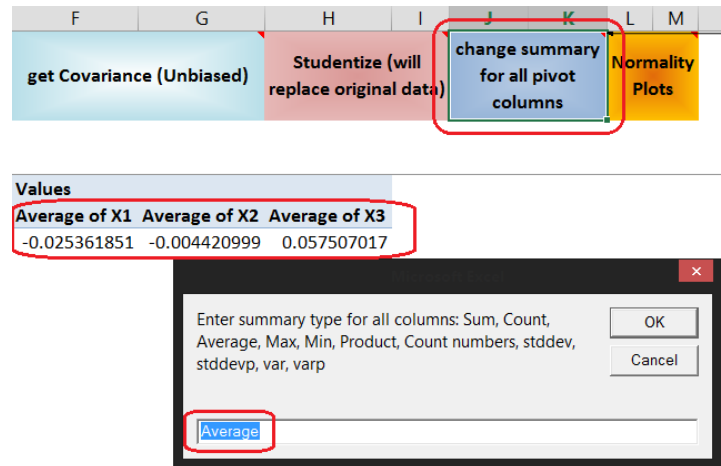 F G H I J K L M
get Covariance (Unbiased)
Studentize (will
replace original data)
change summary
for all pivot
columns
Normality
Plots
Values
Average of X1 Average of X2 Average of X3
-0.025361851 -0.004420999 0.057507017
Enter summary type for all columns: Sum, Count,
Average, Max, Min, Product, Count numbers, stddev,
stddevp, var, varp
OK
Cancel
Average